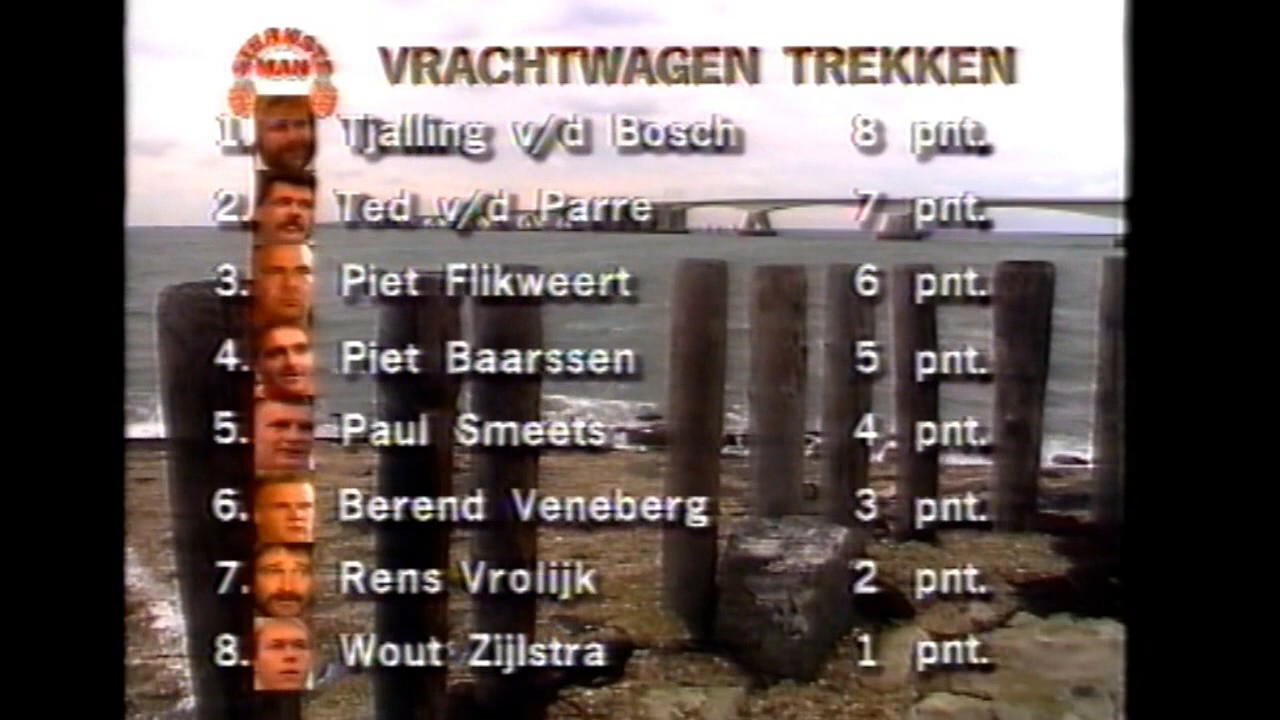 STERKSTE
MAN
VRACHTWAGEN TREKKEN
1. Tjalling v/d Bosch 8 pnt.
2. Ted v/d Parre 7 pnt.
3. Piet Flikweert 6 pnt.
4. Piet Baarssen 5 pnt.
5. Paul Smeets 4 pnt.
6. Berend Veneberg 3 pnt.
7. Rens Vrolijk 2 pnt.
8. Wout Zijlstra 1 pnt.